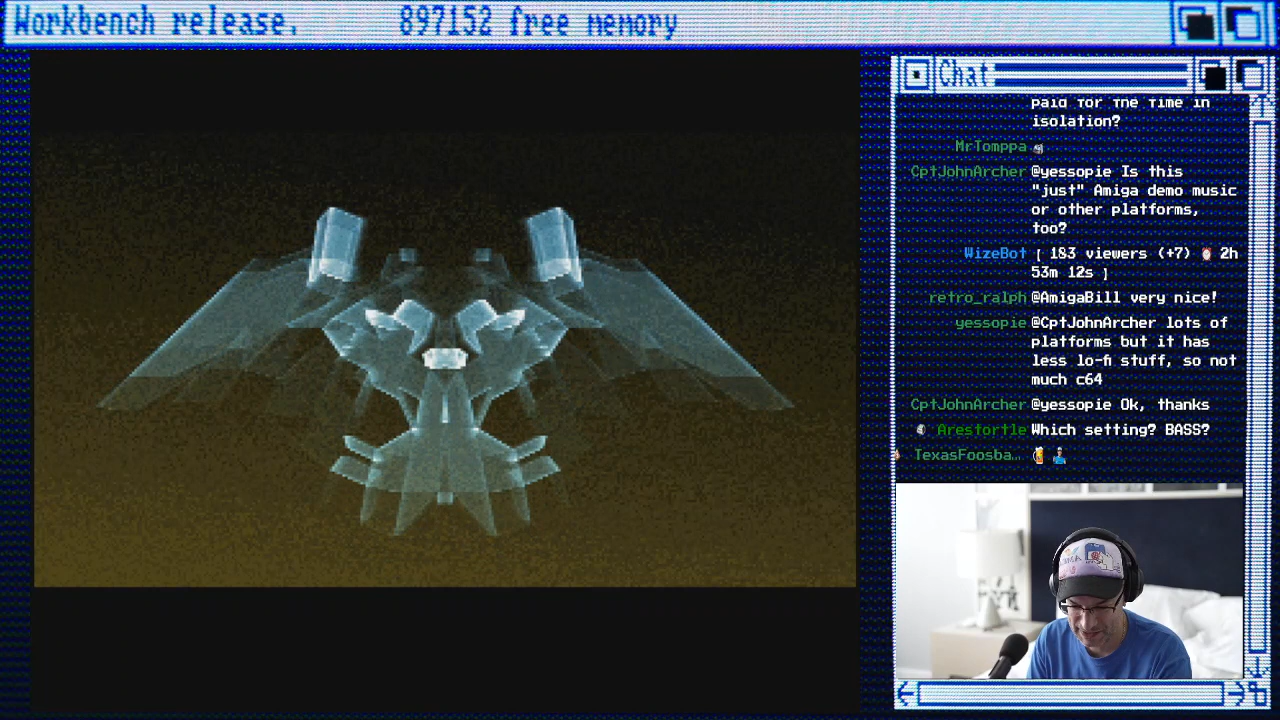 Workbench release. 897152 free memory
Chat
paid for the time in
isolation?
MrTomppa
CptJohnArcher @yessopie Is this
"just" Amiga demo music
or other platforms,
too?
WizeBot [ 183 viewers (+7) ⏰ 2h
53m 12s ]
retro_ralph @AmigaBill very nice!
yessopie @CptJohnArcher lots of
platforms but it has
less lo-fi stuff, so not
much c64
CptJohnArcher @yessopie Ok, thanks
Arestortle Which setting? BASS?
TexasFoosba…